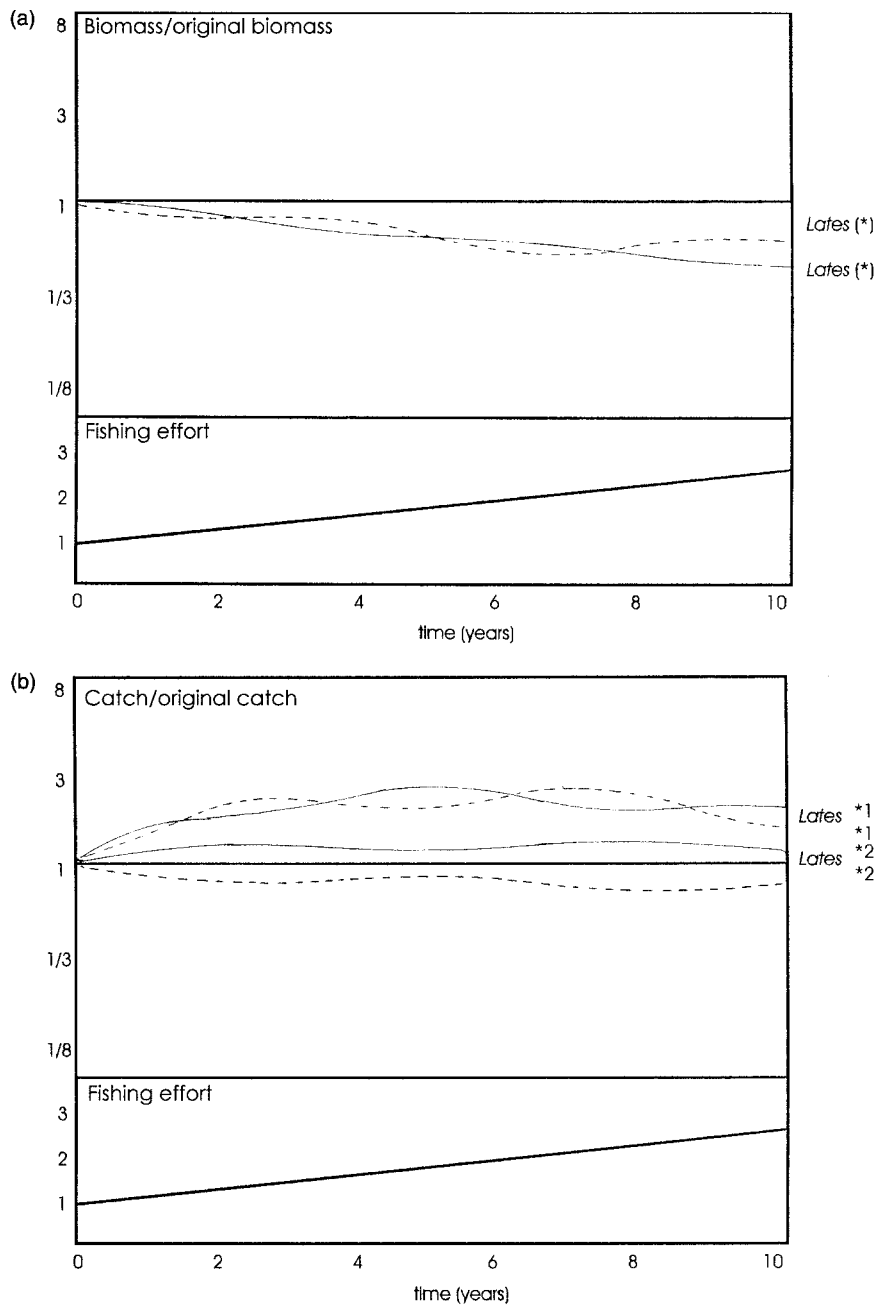 (a)
8
Biomass/original biomass
3
1
Lates (*)
Lates (*)
1/3
1/8
Fishing effort
3
2
1
0 2 4 6 8 10
time (years)
(b)
8
Catch/original catch
3
Lates *1
*1
1
Lates *2
*2
1/3
1/8
Fishing effort
3
2
1
0 2 4 6 8 10
time (years)